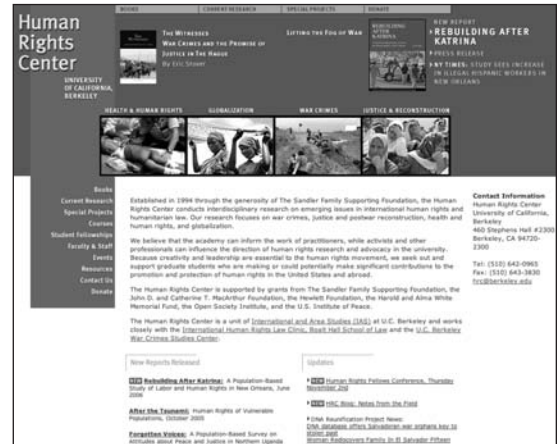 BOOKS
CURRENT RESEARCH
SPECIAL PROJECTS
DONATE
Human
Rights
Center
UNIVERSITY
OF CALIFORNIA,
BERKELEY
The Witnesses
War Crimes and the Promise of
Justice in The Hague
By Eric Stover
Lifting the Fog of War
REBUILDING
AFTER
KATRINA
NEW REPORT
REBUILDING AFTER
KATRINA
PRESS RELEASE
NY TIMES: STUDY SEES INCREASE
IN ILLEGAL HISPANIC WORKERS IN
NEW ORLEANS
HEALTH & HUMAN RIGHTS
GLOBALIZATION
WAR CRIMES
JUSTICE & RECONSTRUCTION
Books
Current Research
Special Projects
Courses
Student Fellowships
Faculty & Staff
Events
Resources
Contact Us
Donate
Established in 1994 through the generosity of The Sandler Family Supporting Foundation, the Human
Rights Center conducts interdisciplinary research on emerging issues in international human rights and
humanitarian law. Our research focuses on war crimes, justice and postwar reconstruction, health and
human rights, and globalization.
We believe that the academy can inform the work of practitioners, while activists and other
professionals can influence the direction of human rights research and advocacy in the university.
Because creativity and leadership are essential to the human rights movement, we seek out and
support graduate students who are making or could potentially make significant contributions to the
promotion and protection of human rights in the United States and abroad.
The Human Rights Center is supported by grants from The Sandler Family Supporting Foundation, the
John D. and Catherine T. MacArthur Foundation, the Hewlett Foundation, the Harold and Alma White
Memorial Fund, the Open Society Institute, and the U.S. Institute of Peace.
The Human Rights Center is a unit of International and Area Studies (IAS) at U.C. Berkeley and works
closely with the International Human Rights Law Clinic, Boalt Hall School of Law and the U.C. Berkeley
War Crimes Studies Center.
Contact Information
Human Rights Center
University of California,
Berkeley
460 Stephens Hall #2300
Berkeley, CA 94720-
2300
Tel: (510) 642-0965
Fax: (510) 643-3830
hrc@berkeley.edu
New Reports Released
NEW Rebuilding After Katrina: A Population-Based
Study of Labor and Human Rights in New Orleans, June
2006
After the Tsunami: Human Rights of Vulnerable
Populations, October 2005
Forgotten Voices: A Population-Based Survey on
Attitudes about Peace and Justice in Northern Uganda
Updates
NEW Human Rights Fellows Conference, Thursday
November 2nd
NEW HRC Blog: Notes from the Field
DNA Reunification Project News:
DNA database offers Salvadoran war orphans key to
stolen past
Woman Rediscovers Family In El Salvador Fifteen